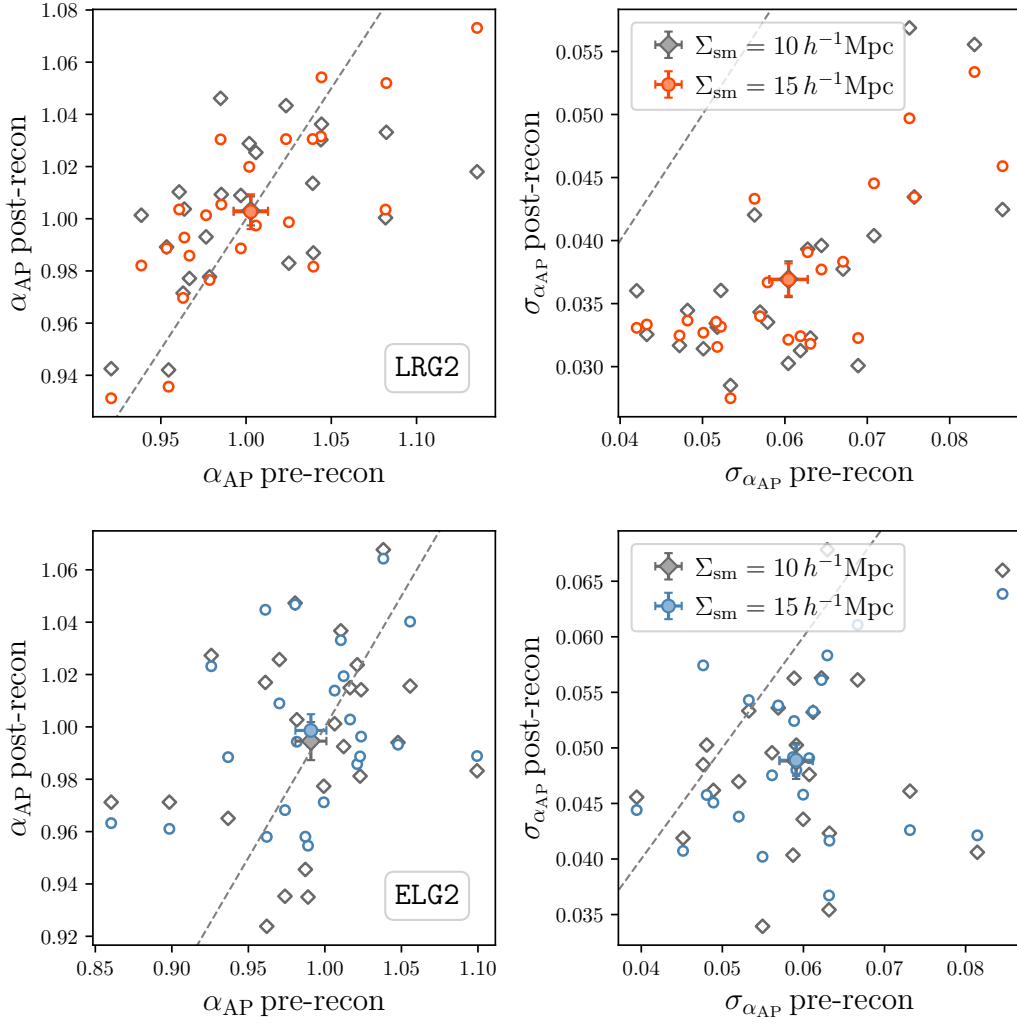 1.08
1.06
1.04
1.02
1.00
0.98
0.96
0.94
α_AP post-recon
0.95 1.00 1.05 1.10
α_AP pre-recon
LRG2
0.055
0.050
0.045
0.040
0.035
0.030
σ_α_AP post-recon
0.04 0.05 0.06 0.07 0.08
σ_α_AP pre-recon
Σ_sm = 10 h⁻¹Mpc
Σ_sm = 15 h⁻¹Mpc
1.06
1.04
1.02
1.00
0.98
0.96
0.94
0.92
α_AP post-recon
0.85 0.90 0.95 1.00 1.05 1.10
α_AP pre-recon
ELG2
0.065
0.060
0.055
0.050
0.045
0.040
0.035
σ_α_AP post-recon
0.04 0.05 0.06 0.07 0.08
σ_α_AP pre-recon
Σ_sm = 10 h⁻¹Mpc
Σ_sm = 15 h⁻¹Mpc